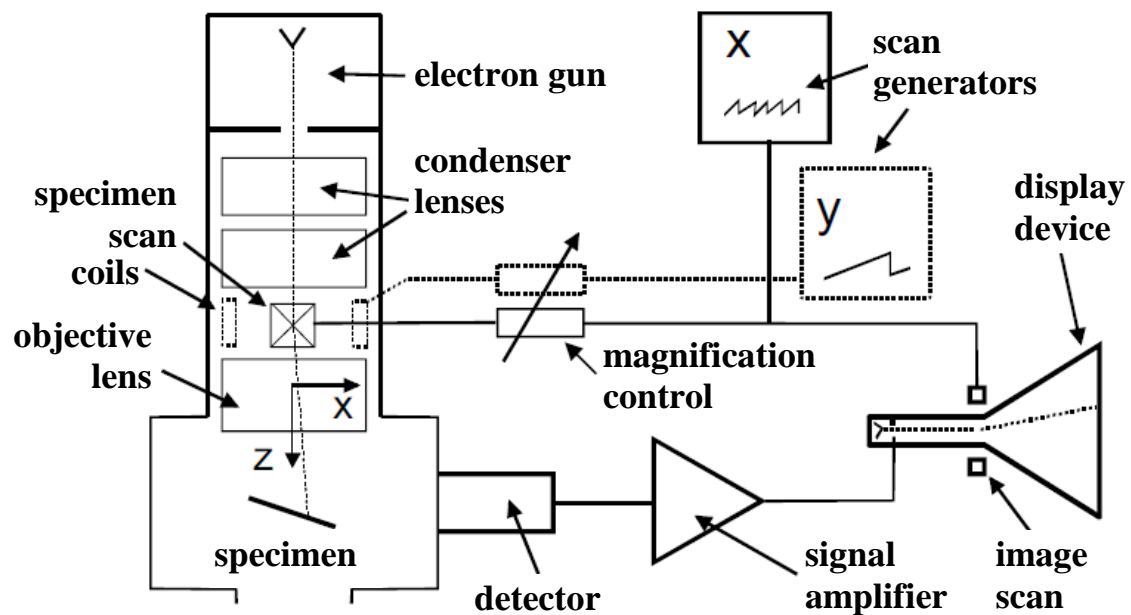 electron gun
condenser
lenses
specimen
scan
coils
objective
lens
x
z
specimen
detector
x
scan
generators
y
display
device
magnification
control
signal
amplifier
image
scan